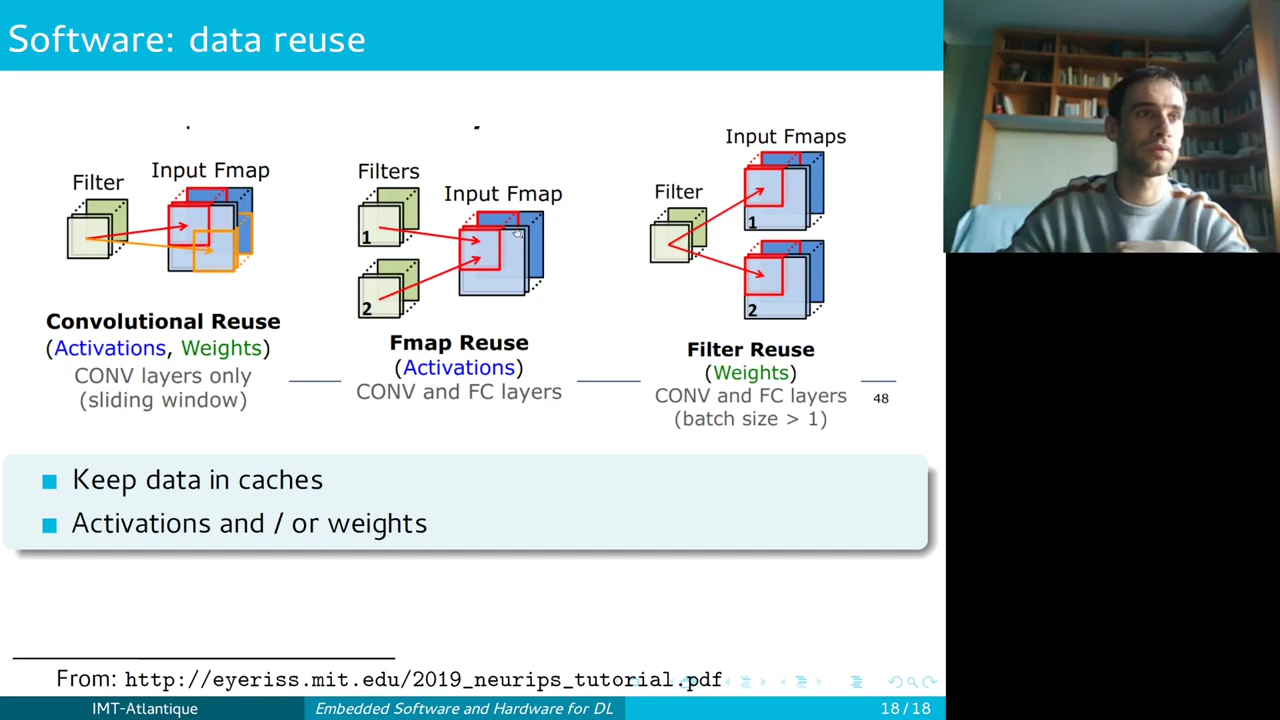 Software: data reuse
Filter
Input Fmap
Convolutional Reuse
(Activations, Weights)
CONV layers only
(sliding window)
Filters
Input Fmap
1
2
Fmap Reuse
(Activations)
CONV and FC layers
Input Fmaps
Filter
1
2
Filter Reuse
(Weights)
CONV and FC layers
(batch size > 1)
48
Keep data in caches
Activations and / or weights
From: http://eyeriss.mit.edu/2019_neurips_tutorial.pdf
IMT-Atlantique
Embedded Software and Hardware for DL
18 / 18